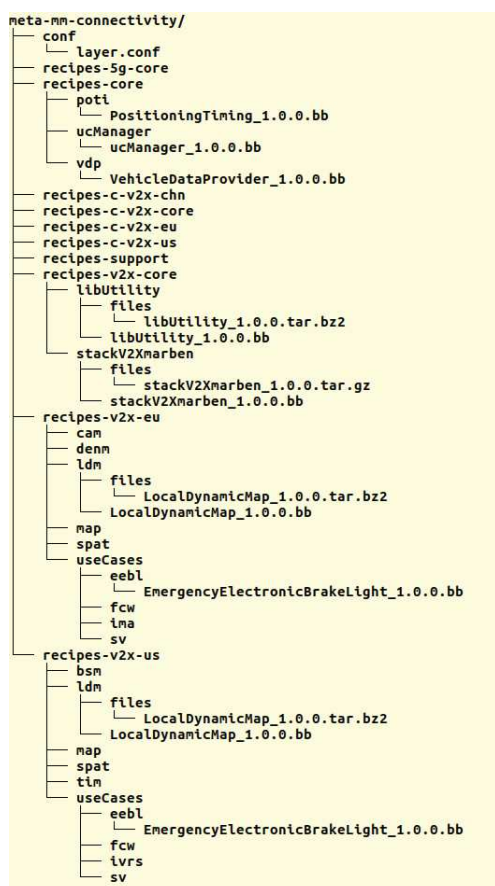 meta-mm-connectivity/
├── conf
│   └── layer.conf
├── recipes-5g-core
├── recipes-core
│   ├── poti
│   │   └── PositioningTiming_1.0.0.bb
│   ├── ucManager
│   │   └── ucManager_1.0.0.bb
│   └── vdp
│       └── VehicleDataProvider_1.0.0.bb
├── recipes-c-v2x-chn
├── recipes-c-v2x-core
├── recipes-c-v2x-eu
├── recipes-c-v2x-us
├── recipes-support
├── recipes-v2x-core
│   ├── libUtility
│   │   ├── files
│   │   │   └── libUtility_1.0.0.tar.bz2
│   │   └── libUtility_1.0.0.bb
│   └── stackV2Xmarben
│       ├── files
│       │   └── stackV2Xmarben_1.0.0.tar.gz
│       └── stackV2Xmarben_1.0.0.bb
├── recipes-v2x-eu
│   ├── cam
│   ├── denm
│   ├── ldm
│   │   ├── files
│   │   │   └── LocalDynamicMap_1.0.0.tar.bz2
│   │   └── LocalDynamicMap_1.0.0.bb
│   ├── map
│   ├── spat
│   └── useCases
│       ├── eebl
│       │   └── EmergencyElectronicBrakeLight_1.0.0.bb
│       ├── fcw
│       ├── ima
│       └── sv
└── recipes-v2x-us
    ├── bsm
    ├── ldm
    │   ├── files
    │   │   └── LocalDynamicMap_1.0.0.tar.bz2
    │   └── LocalDynamicMap_1.0.0.bb
    ├── map
    ├── spat
    ├── tim
    └── useCases
        ├── eebl
        │   └── EmergencyElectronicBrakeLight_1.0.0.bb
        ├── fcw
        ├── ivrs
        └── sv